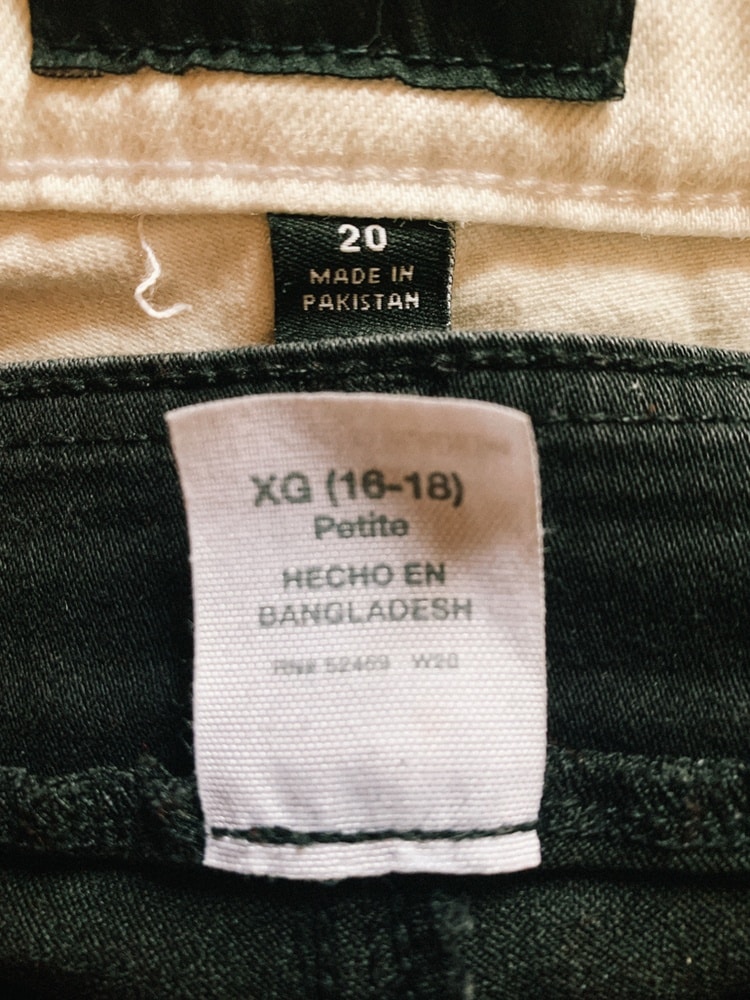 20
MADE IN
PAKISTAN
XG (16-18)
Petite
HECHO EN
BANGLADESH
RN# 52469 W20